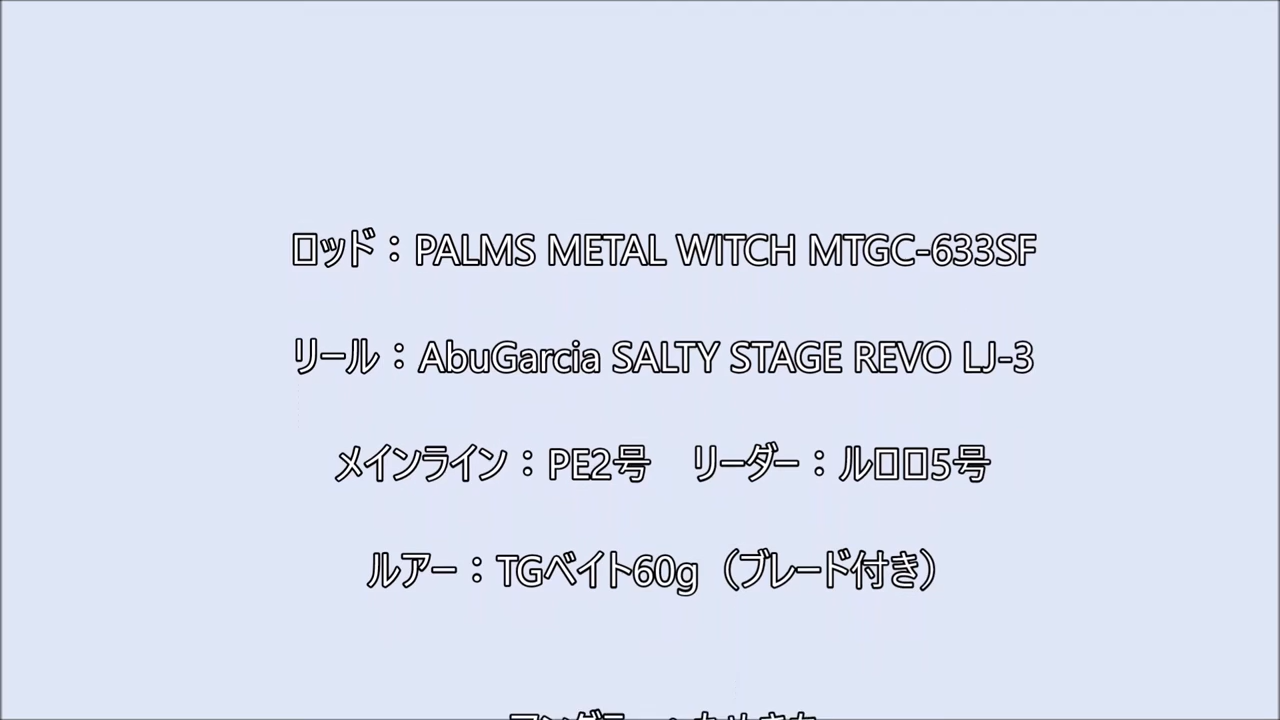 ロッド：PALMS METAL WITCH MTGC-633SF
リール：AbuGarcia SALTY STAGE REVO LJ-3
メインライン：PE2号　リーダー：ルロロ5号
ルアー：TGベイト60g（ブレード付き）